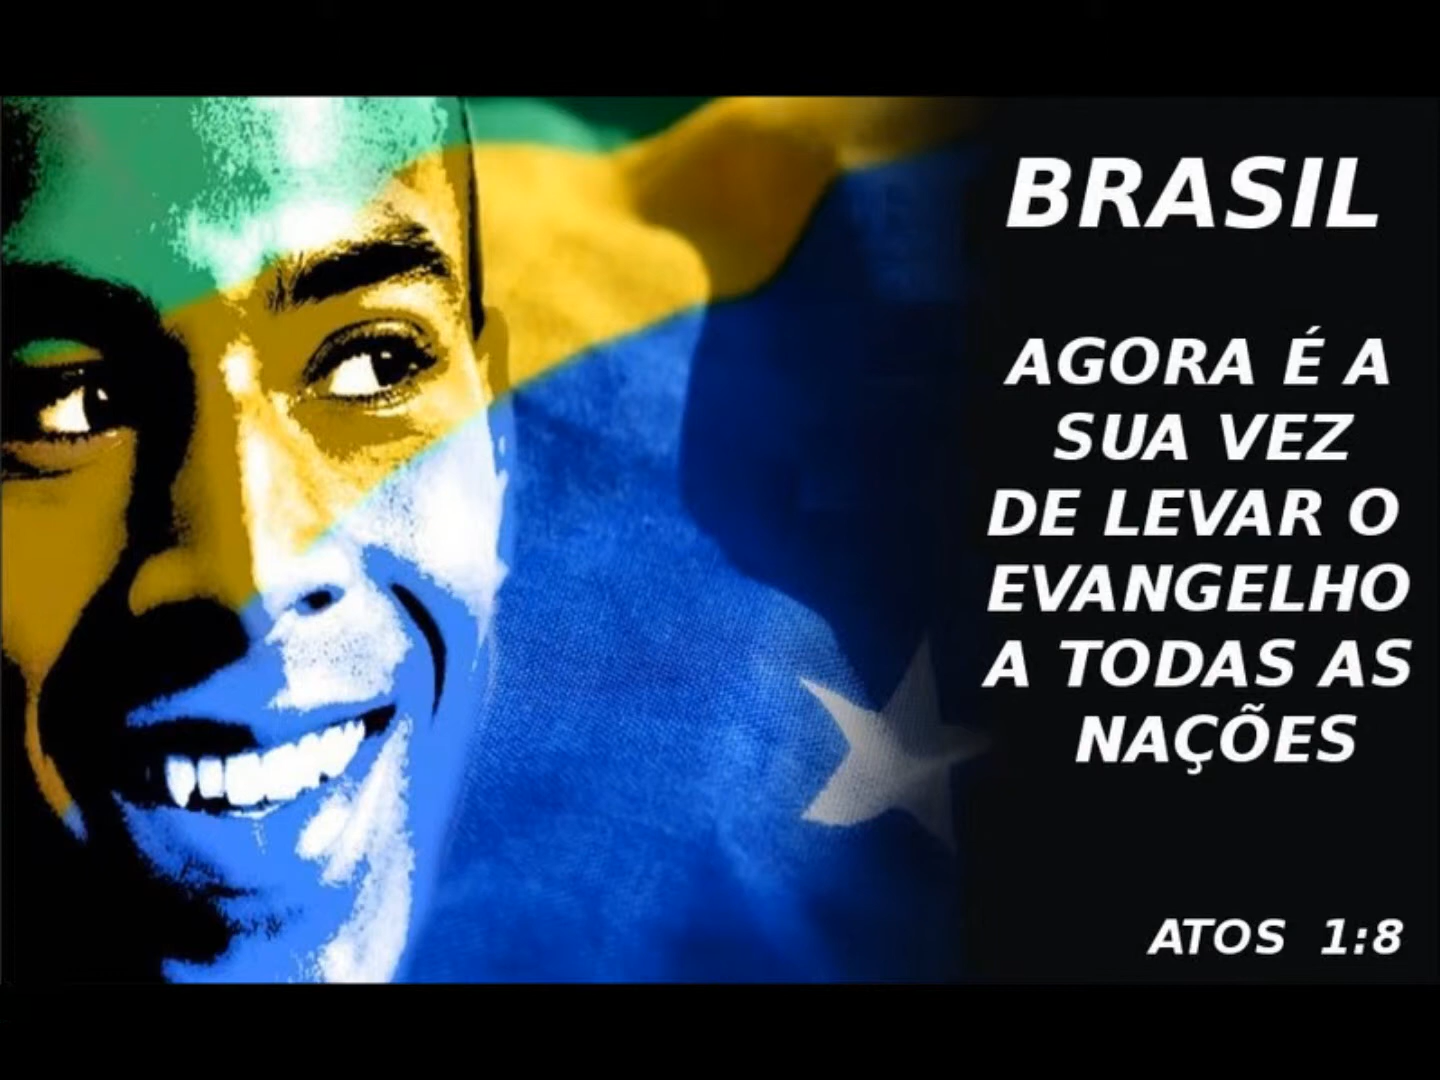 BRASIL
AGORA É A
SUA VEZ
DE LEVAR O
EVANGELHO
A TODAS AS
NAÇÕES
ATOS 1:8